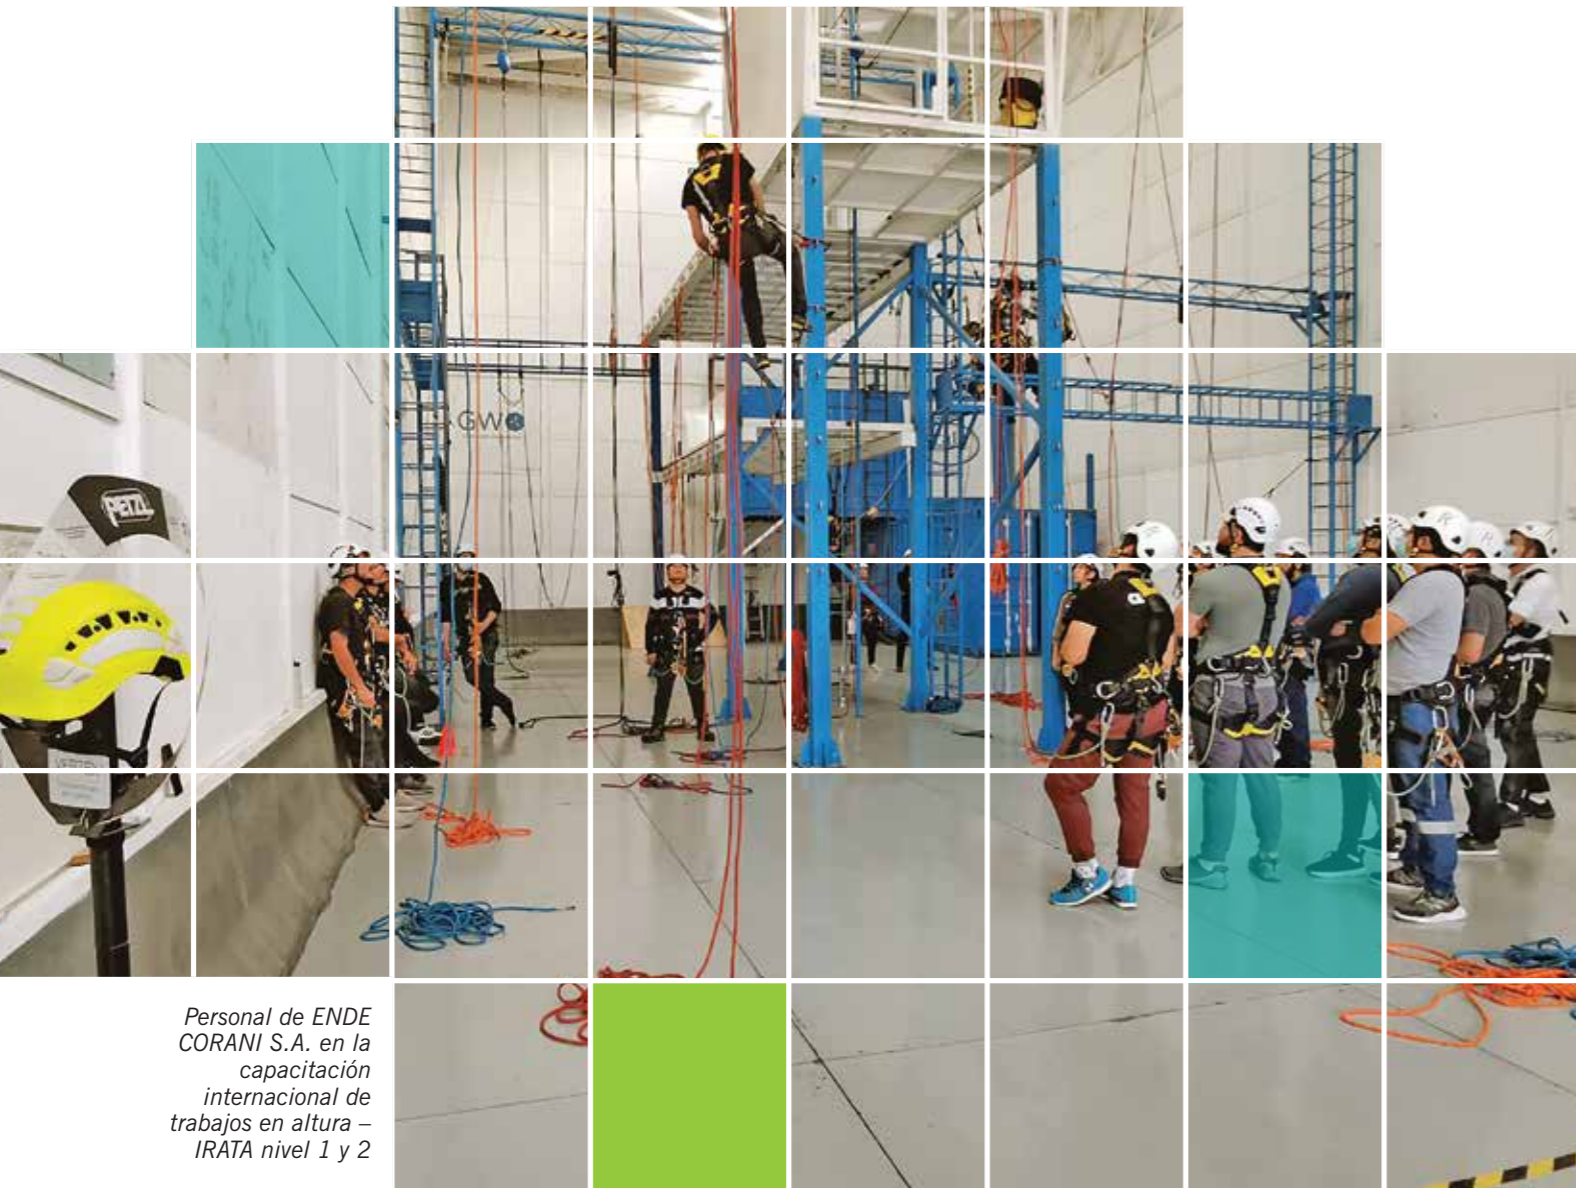 GWO
PETZL
Personal de ENDE
CORANI S.A. en la
capacitación
internacional de
trabajos en altura –
IRATA nivel 1 y 2